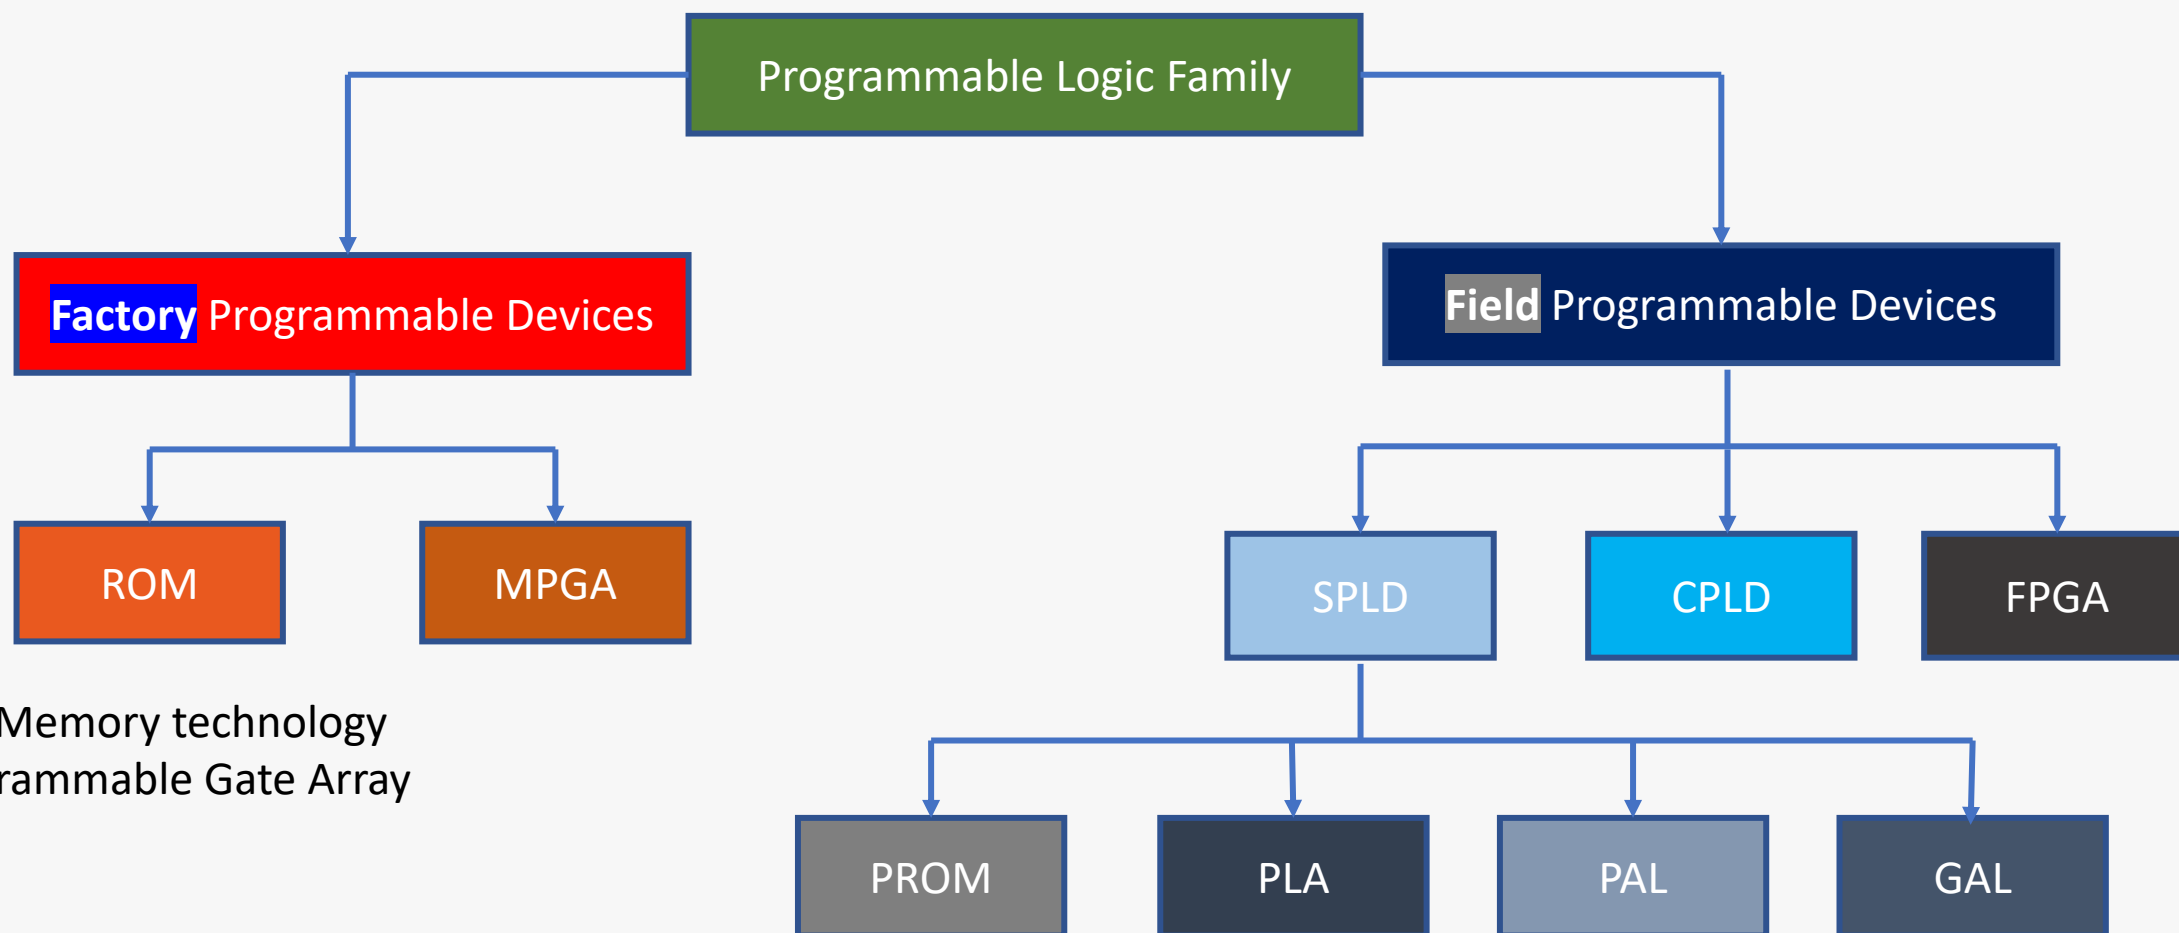 Programmable Logic Family
Factory Programmable Devices
Field Programmable Devices
ROM
MPGA
SPLD
CPLD
FPGA
Memory technology
rammable Gate Array
PROM
PLA
PAL
GAL